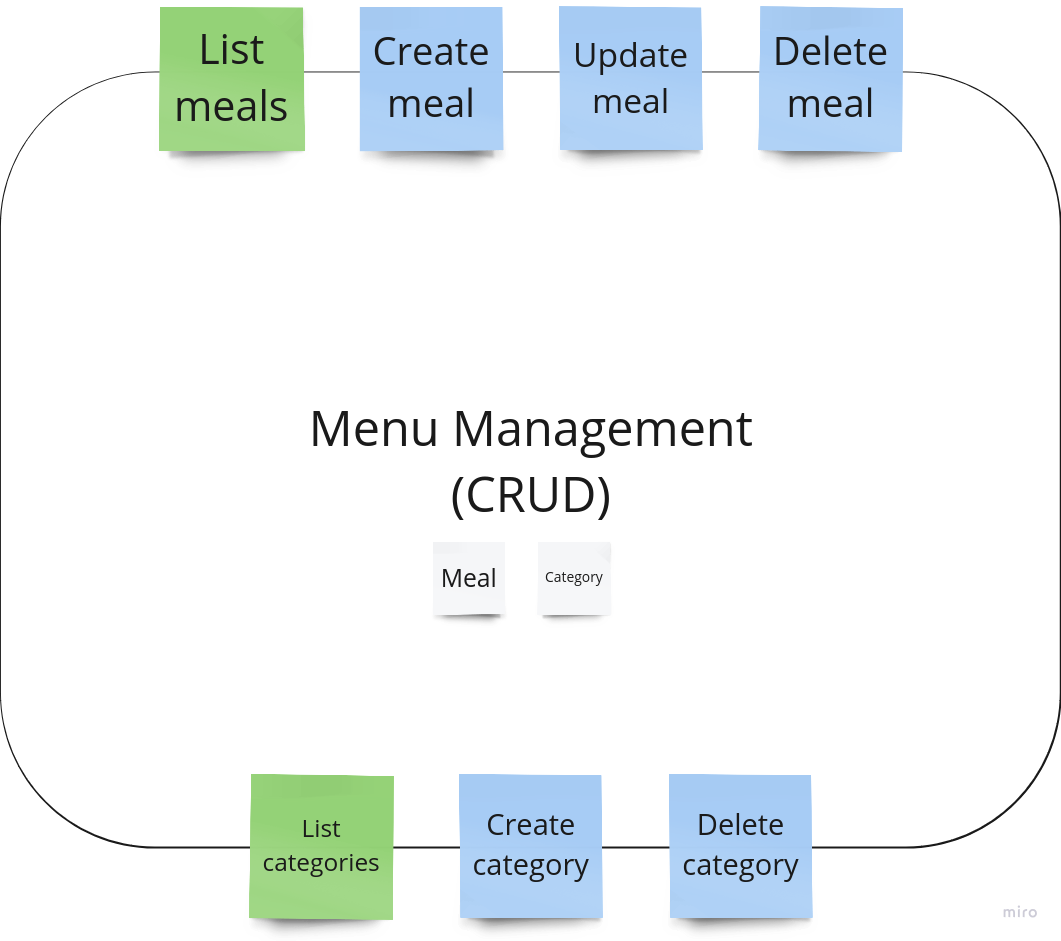 List
meals
Create
meal
Update
meal
Delete
meal
Menu Management
(CRUD)
Meal
Category
List
categories
Create
category
Delete
category
miro